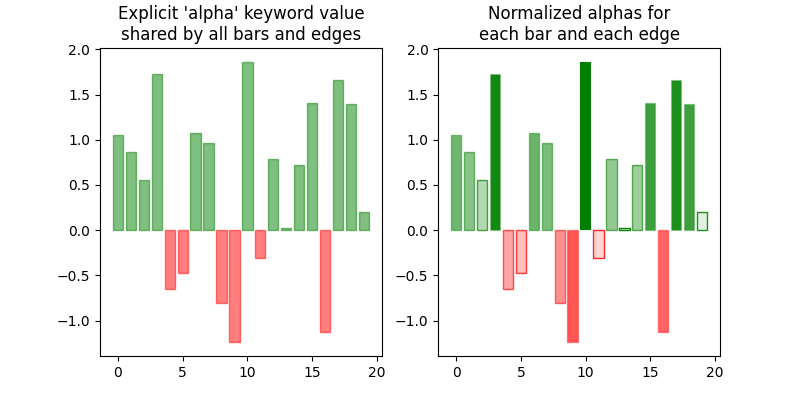 Explicit 'alpha' keyword value
shared by all bars and edges
2.0
1.5
1.0
0.5
0.0
−0.5
−1.0
0 5 10 15 20
Normalized alphas for
each bar and each edge
2.0
1.5
1.0
0.5
0.0
−0.5
−1.0
0 5 10 15 20